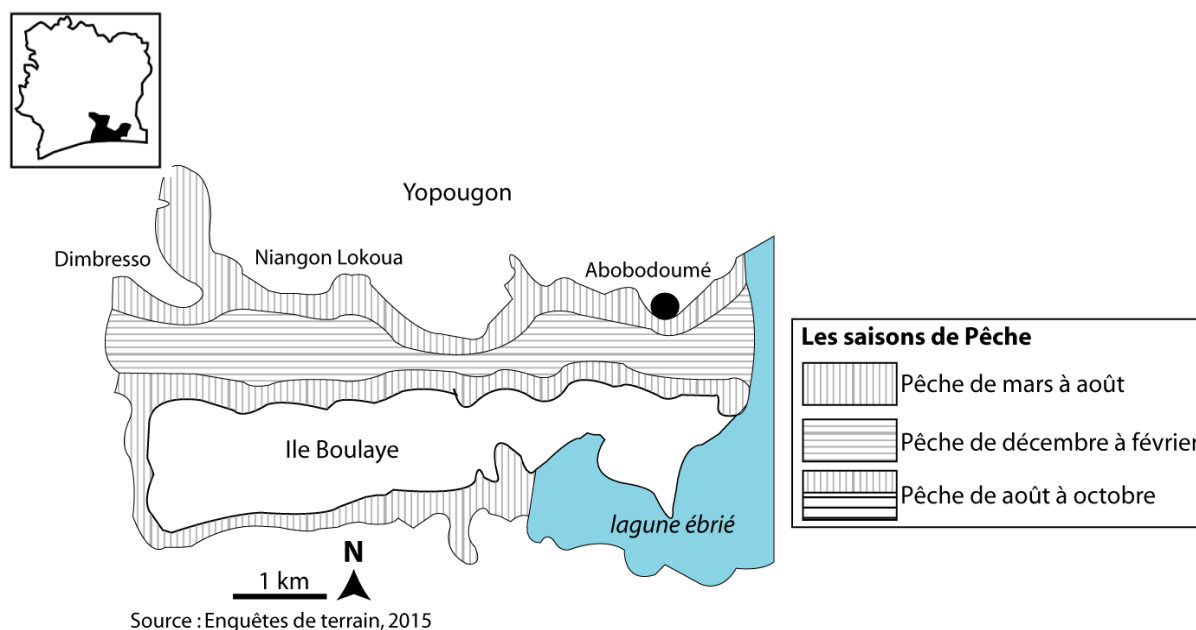 Yopougon
Dimbresso
Niangon Lokoua
Abobodoumé
Ile Boulaye
lagune ébrié
N
1 km
Source : Enquêtes de terrain, 2015
Les saisons de Pêche
Pêche de mars à août
Pêche de décembre à février
Pêche de août à octobre